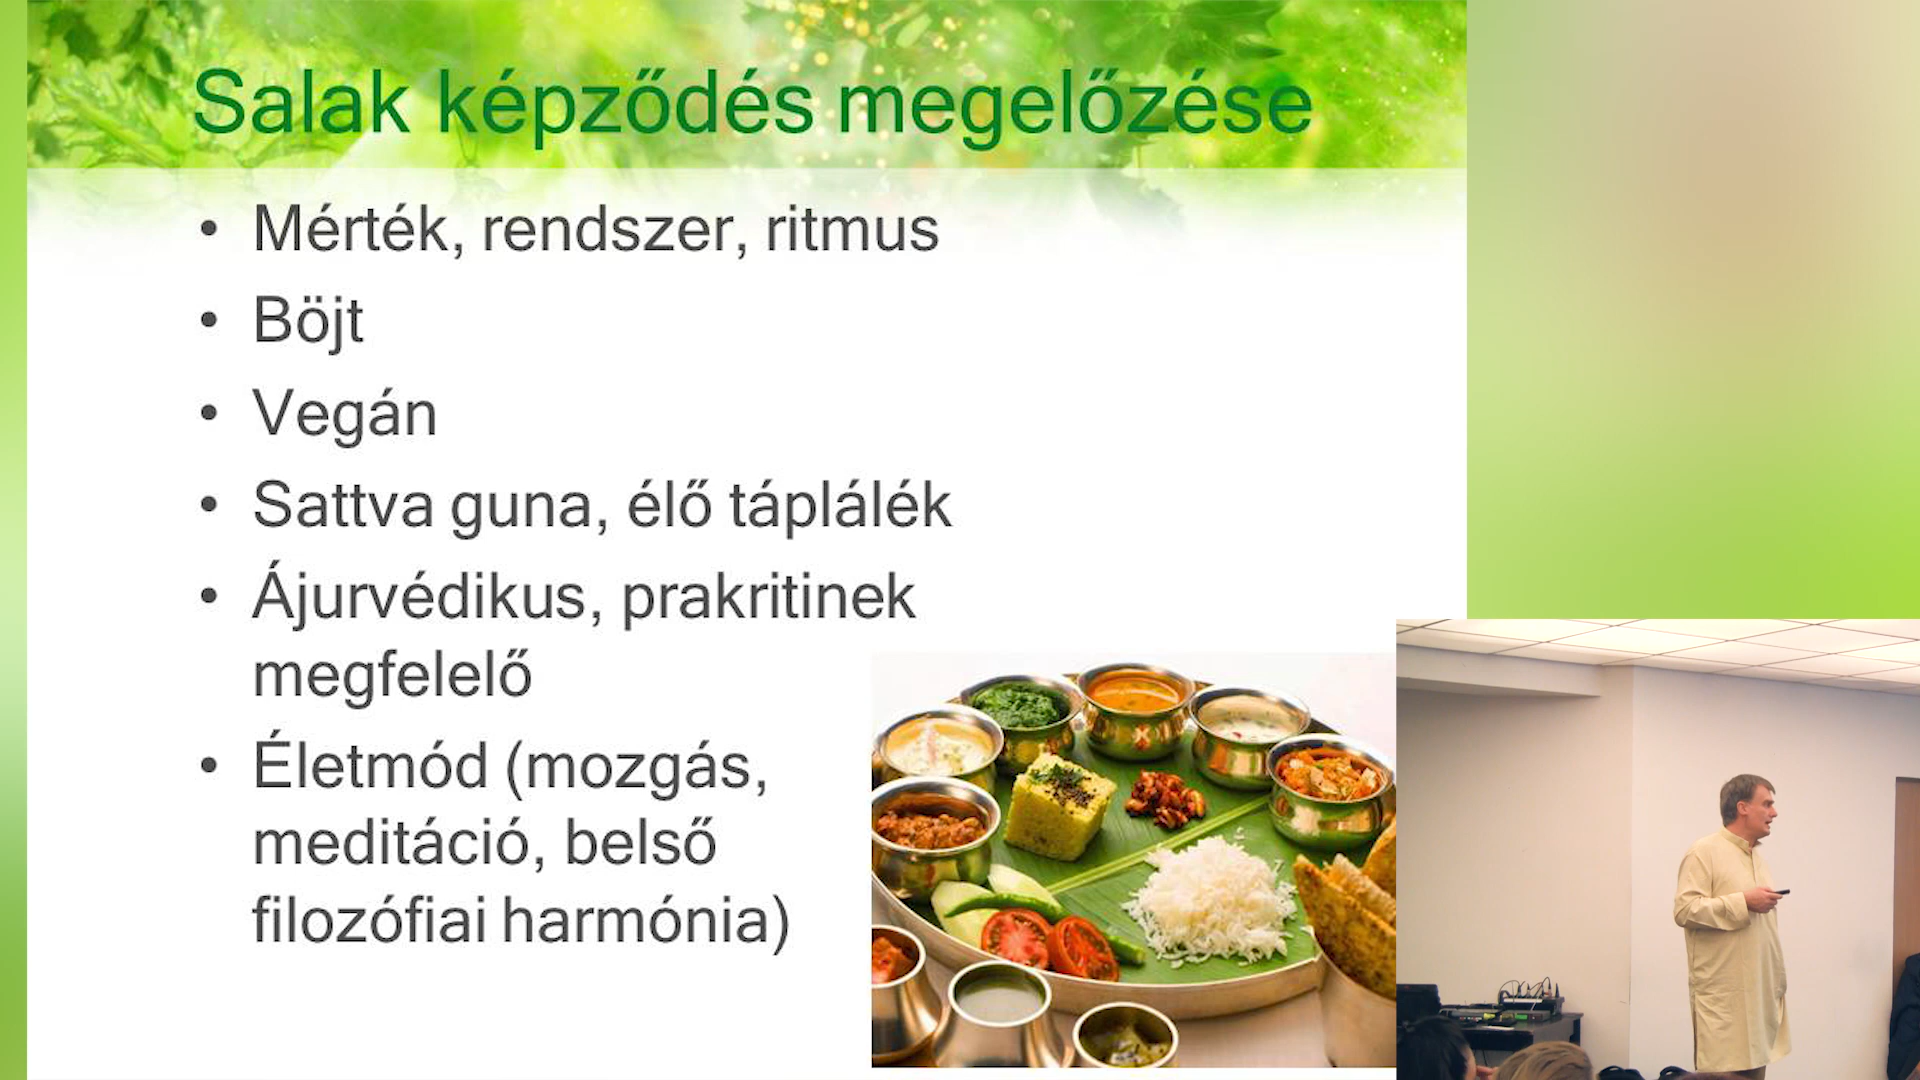 Salak képződés megelőzése
• Mérték, rendszer, ritmus
• Böjt
• Vegán
• Sattva guna, élő táplálék
• Ájurvédikus, prakritinek
megfelelő
• Életmód (mozgás,
meditáció, belső
filozófiai harmónia)